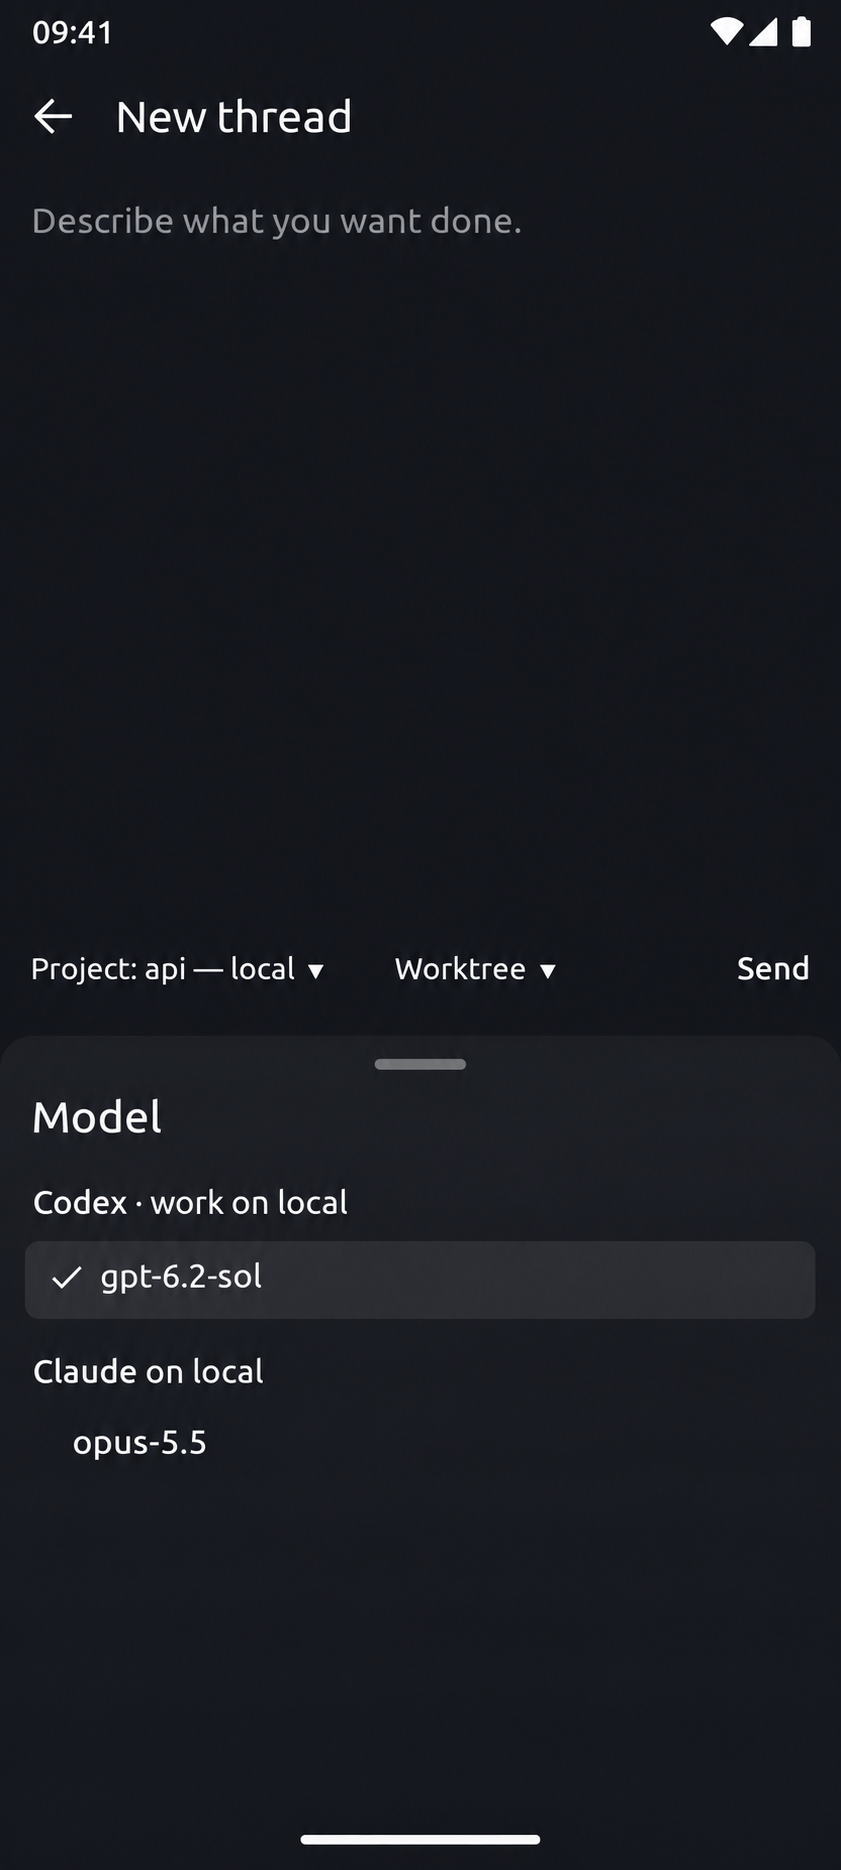 09:41
New thread
Describe what you want done.
Project: api — local ▼ Worktree ▼ Send
Model
Codex · work on local
✓ gpt-6.2-sol
Claude on local
opus-5.5